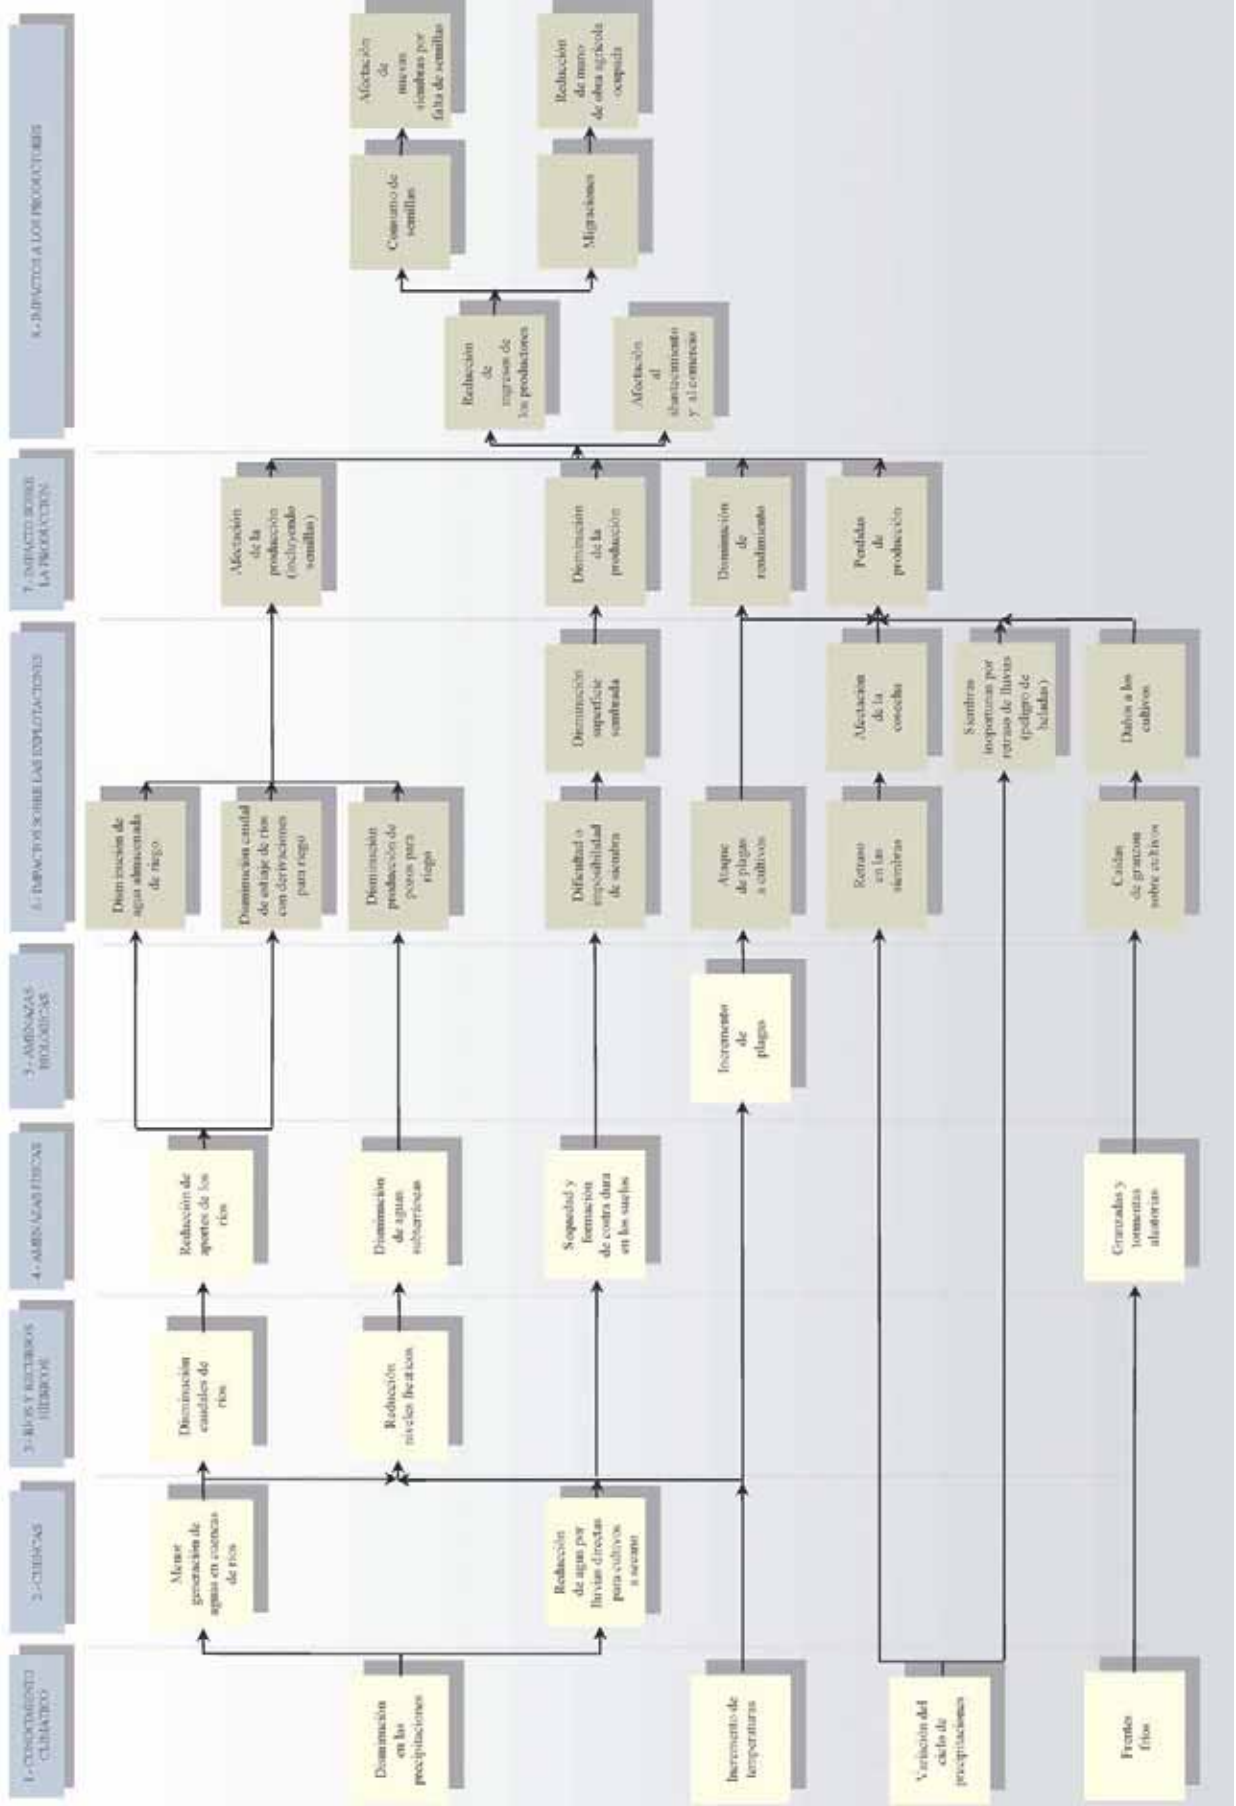 1 - CONOCIMIENTO
CLIMÁTICO
2 - CUENCAS
3 - RÍOS Y RECURSOS
HÍDRICOS
4 - AMENAZAS FÍSICAS
5 - AMENAZAS
BIOLÓGICAS
6 - IMPACTOS SOBRE LAS EXPLOTACIONES
7 - IMPACTO SOBRE
LA PRODUCCIÓN
8 - IMPACTOS A LOS PRODUCTORES
Menor
generación de
aguas en cuencas
de ríos
Disminución
caudales de
ríos
Reducción de
aportes de los
ríos
Disminución de
agua almacenada
de riego
Disminución caudal
de estiaje de ríos
con derivaciones
para riego
Afectación
de la
producción
(incluyendo
semillas)
Disminución
en las
precipitaciones
Reducción
niveles freáticos
Disminución
de aguas
subterráneas
Disminución
producción de
pozos para
riego
Consumo de
semillas
Afectación
de
nuevas
siembras por
falta de semillas
Reducción
de
ingresos de
los productores
Reducción
de agua por
lluvias directas
para cultivos
a secano
Sequedad y
formación
de costra dura
en los suelos
Dificultad o
imposibilidad
de siembra
Disminución
superficie
sembrada
Disminución
de la
producción
Migraciones
Reducción
de mano
de obra agrícola
ocupada
Afectación
al
abastecimiento
y al comercio
Incremento de
temperaturas
Incremento
de
plagas
Ataque
de plagas
a cultivos
Disminución
de
rendimiento
Variación del
ciclo de
precipitaciones
Retraso
en las
siembras
Afectación
de la
cosecha
Perdidas
de
producción
Siembras
inoportunas por
retraso de lluvias
(peligro de
heladas)
Frentes
fríos
Granizadas y
tormentas
aleatorias
Caídas
de granizos
sobre cultivos
Daños a los
cultivos